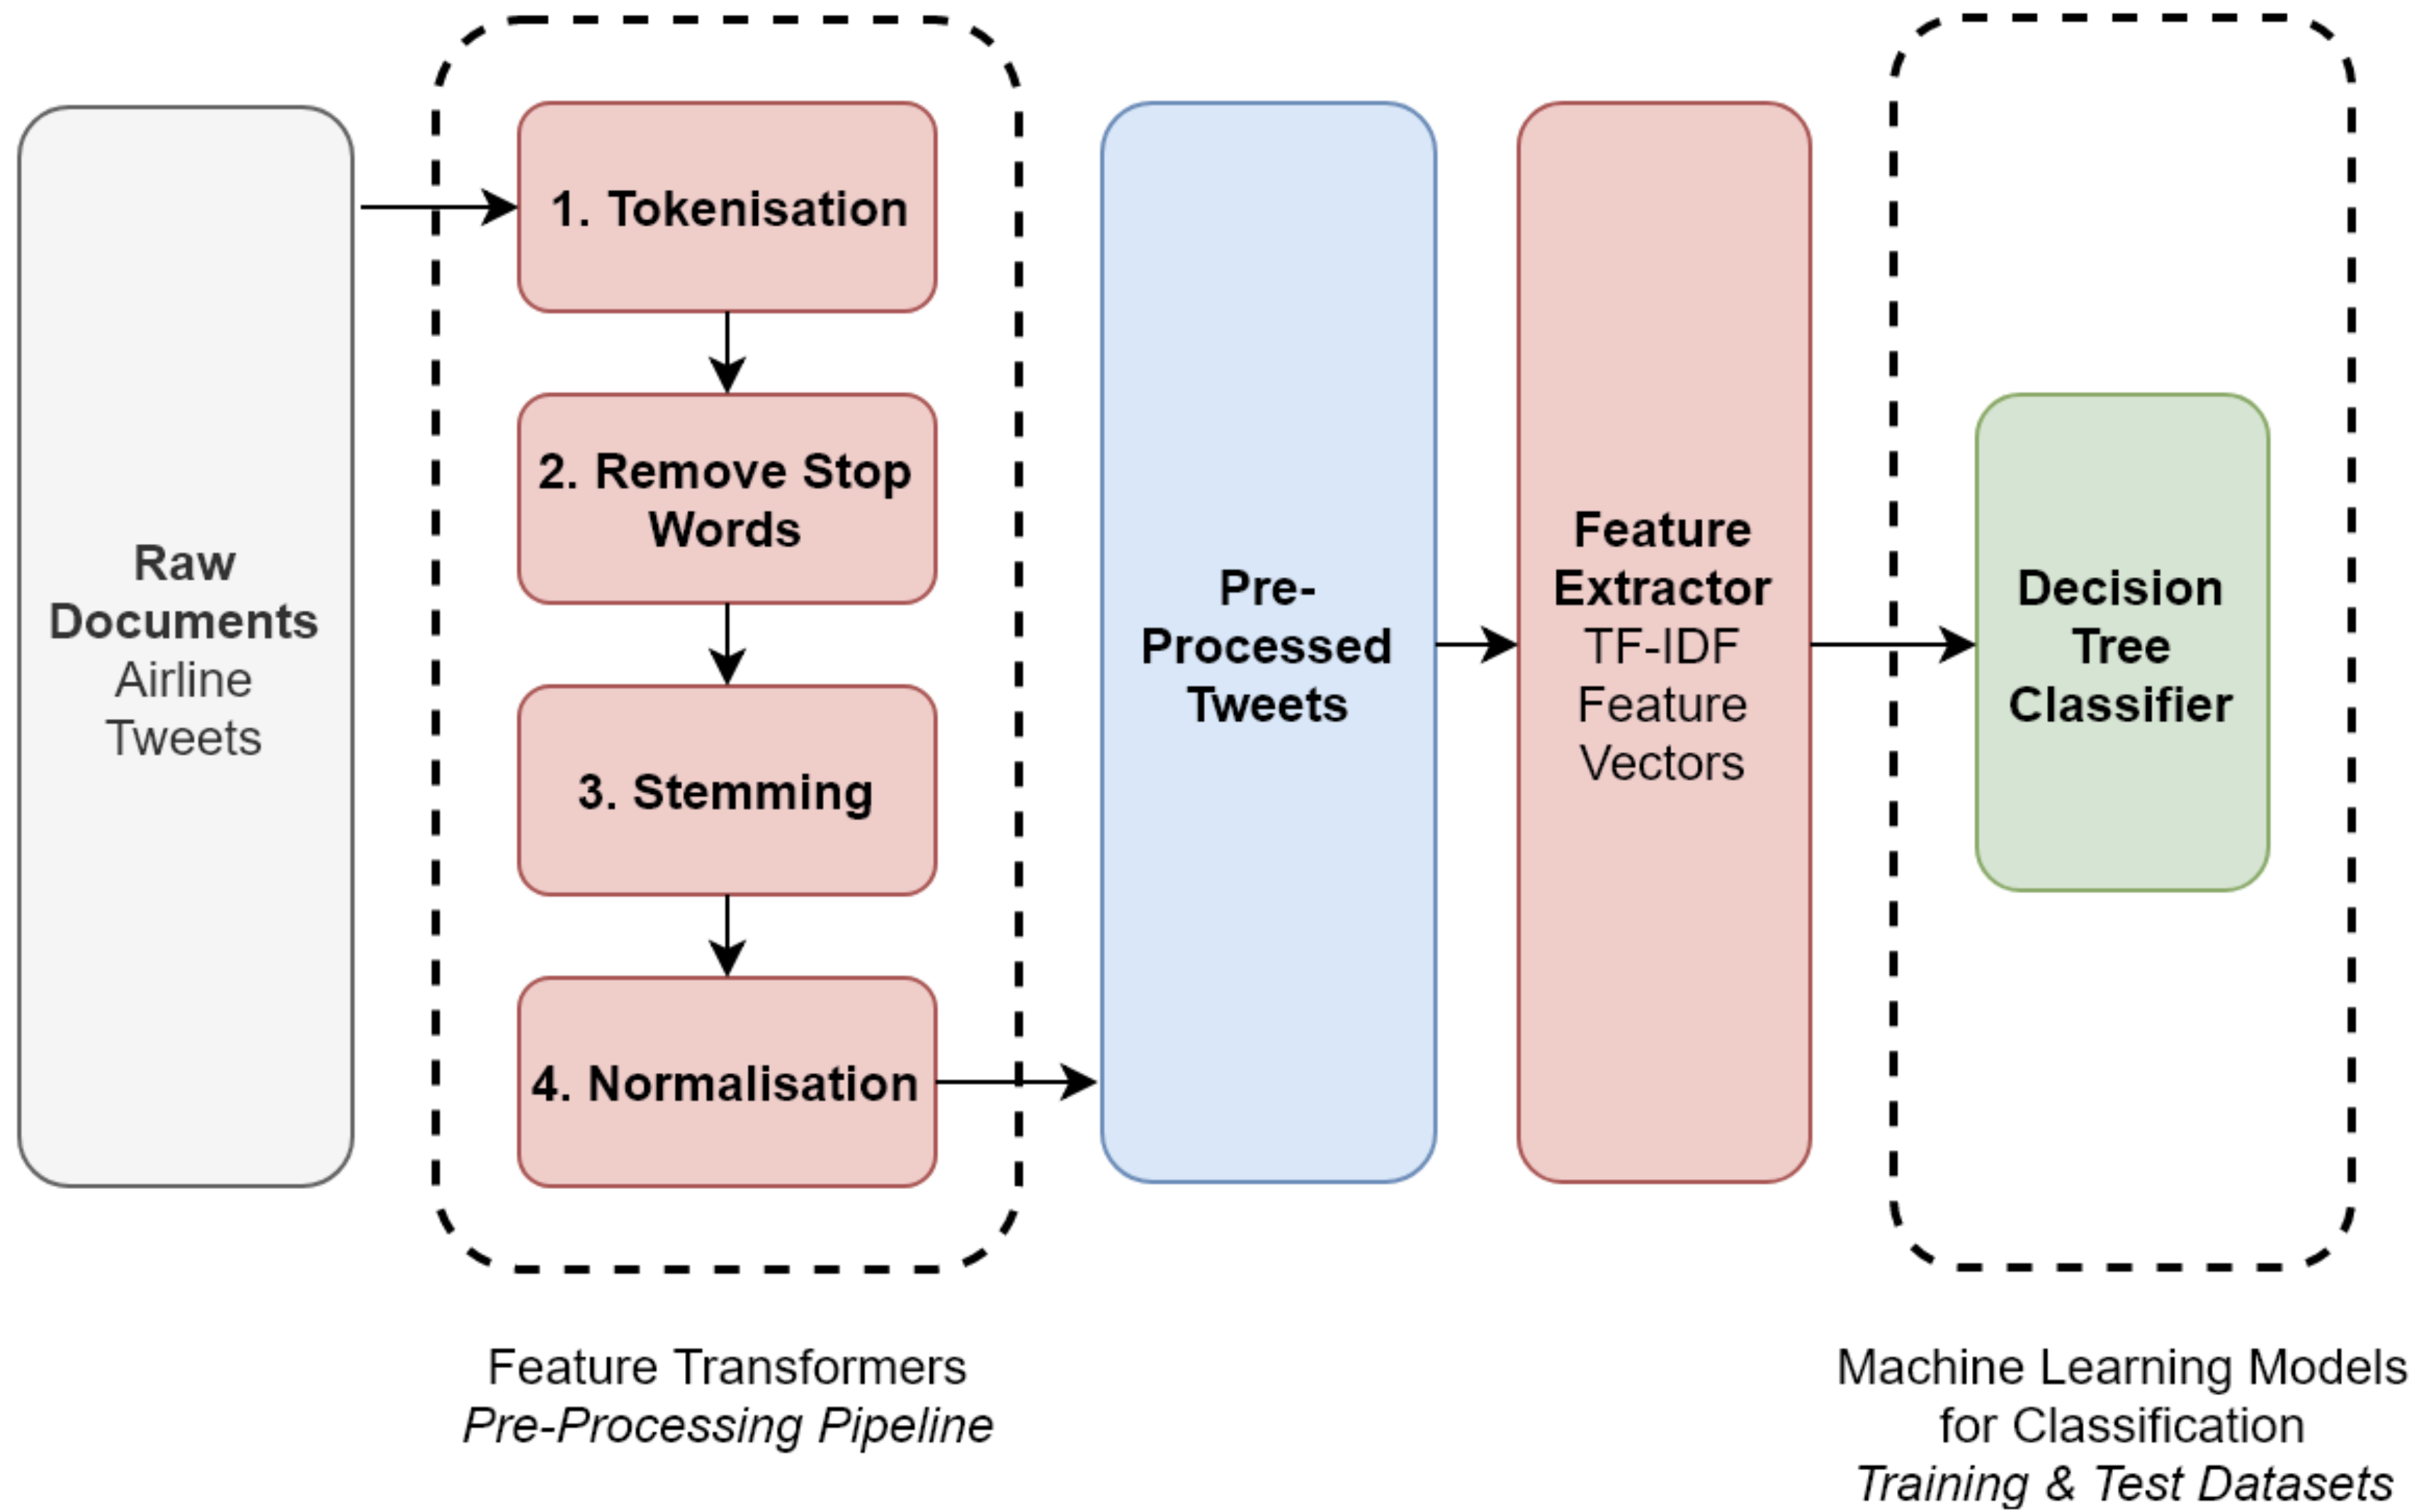 Raw
Documents
Airline
Tweets
1. Tokenisation
2. Remove Stop
Words
3. Stemming
4. Normalisation
Feature Transformers
Pre-Processing Pipeline
Pre-
Processed
Tweets
Feature
Extractor
TF-IDF
Feature
Vectors
Decision
Tree
Classifier
Machine Learning Models
for Classification
Training & Test Datasets